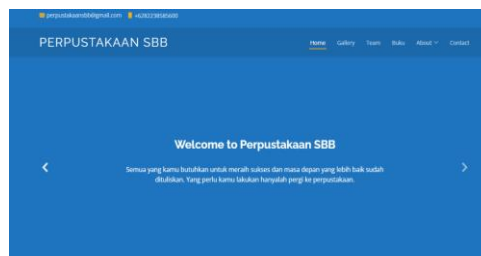 perpustakaansbb@gmail.com
PERPUSTAKAAN SBB
Home Gallery Team Buku About Contact
Welcome to Perpustakaan SBB
Semua yang kamu butuhkan untuk meraih sukses dan masa depan yang lebih baik sudah
dituliskan. Yang perlu kamu lakukan hanyalah pergi ke perpustakaan.